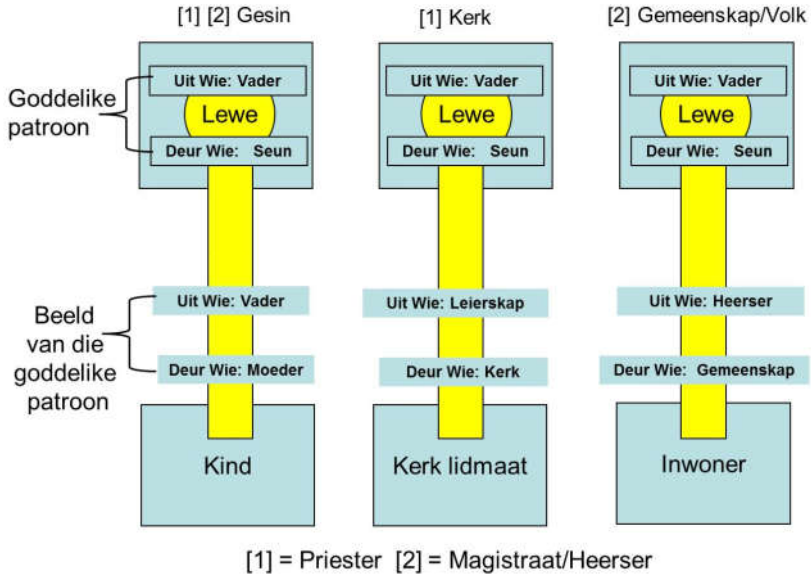 [1] [2] Gesin
[1] Kerk
[2] Gemeenskap/Volk
Goddelike
patroon
Uit Wie: Vader
Lewe
Deur Wie: Seun
Uit Wie: Vader
Lewe
Deur Wie: Seun
Uit Wie: Vader
Lewe
Deur Wie: Seun
Beeld
van die
goddelike
patroon
Uit Wie: Vader
Deur Wie: Moeder
Uit Wie: Leierskap
Deur Wie: Kerk
Uit Wie: Heerser
Deur Wie: Gemeenskap
Kind
Kerk lidmaat
Inwoner
[1] = Priester [2] = Magistraat/Heerser